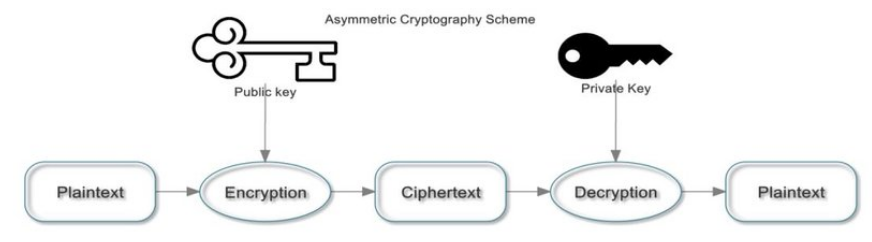 Asymmetric Cryptography Scheme
Public key
Private Key
Plaintext
Encryption
Ciphertext
Decryption
Plaintext